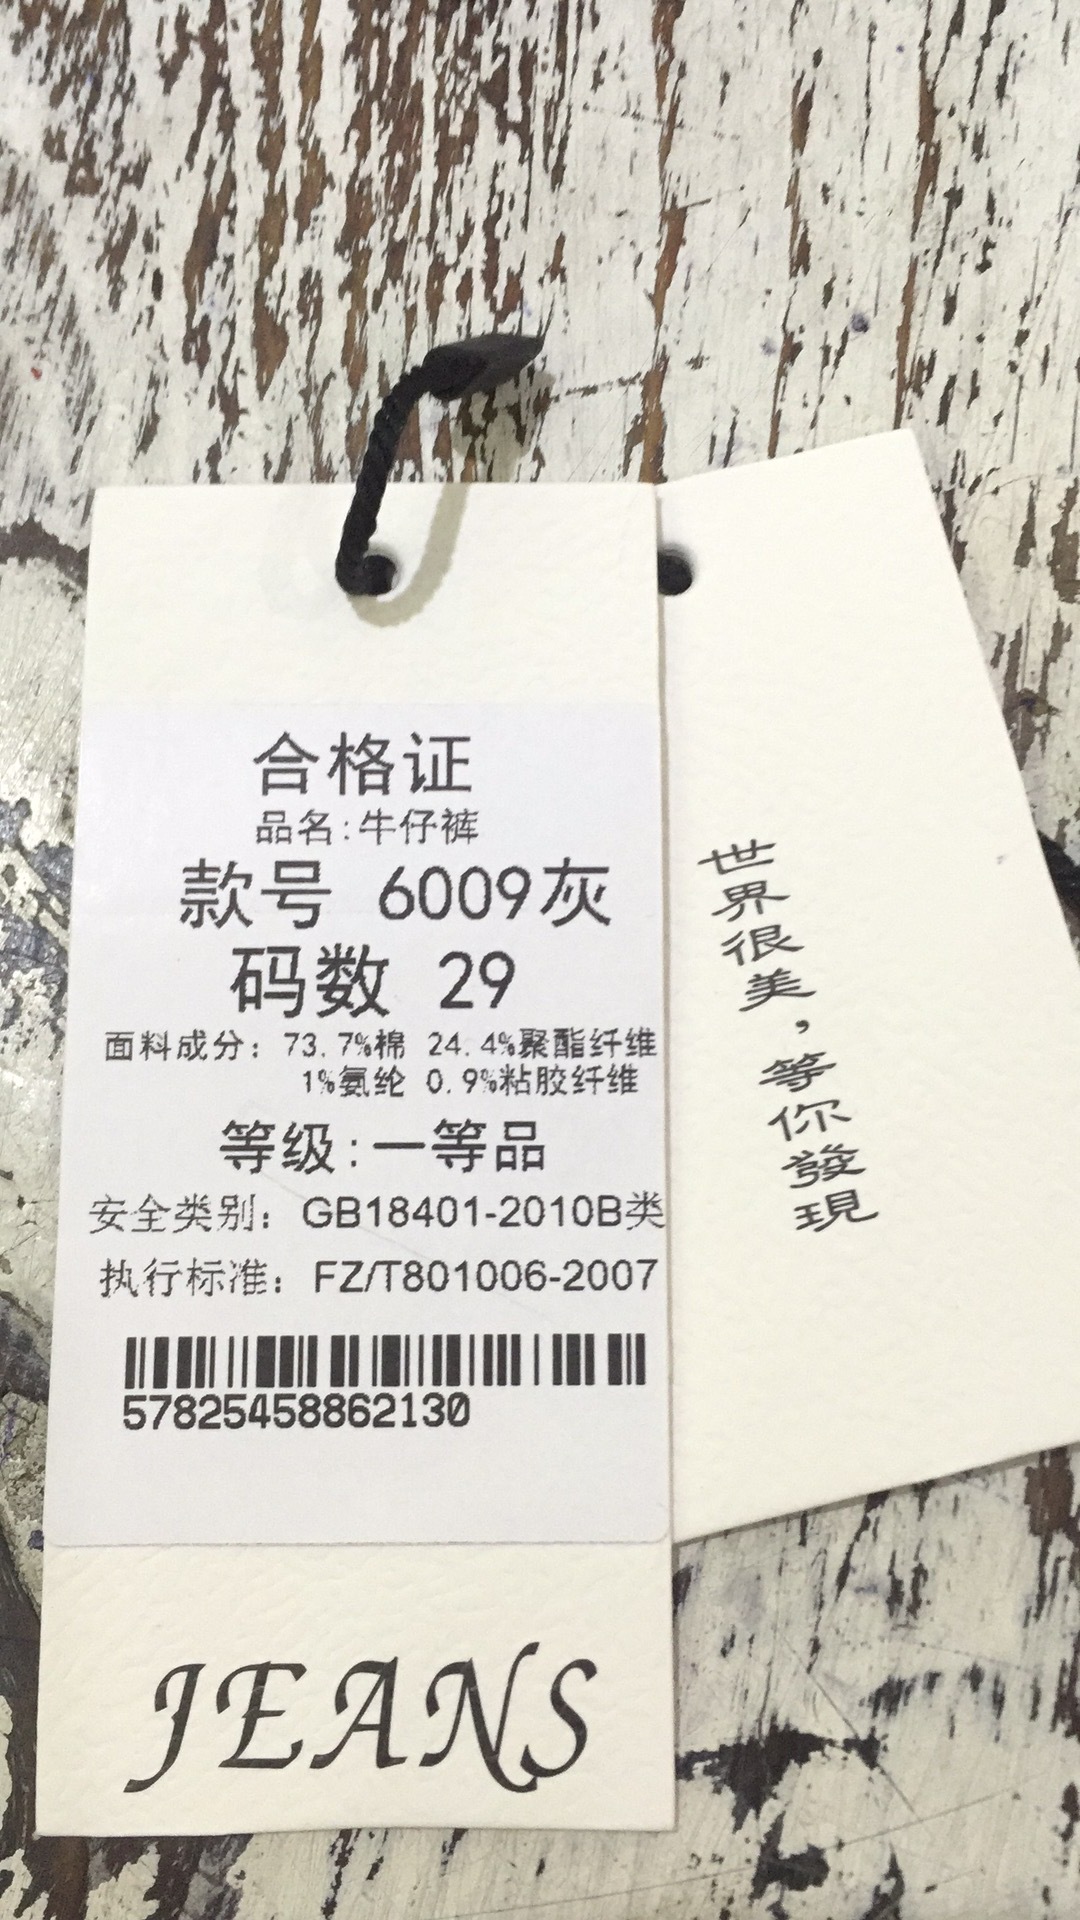 合格证
品名:牛仔裤
款号 6009灰
码数 29
面料成分: 73.7%棉 24.4%聚酯纤维
1%氨纶 0.9%粘胶纤维
等级:一等品
安全类别: GB18401-2010B类
执行标准: FZ/T801006-2007
57825458862130
JEANS
世界很美，等你發現